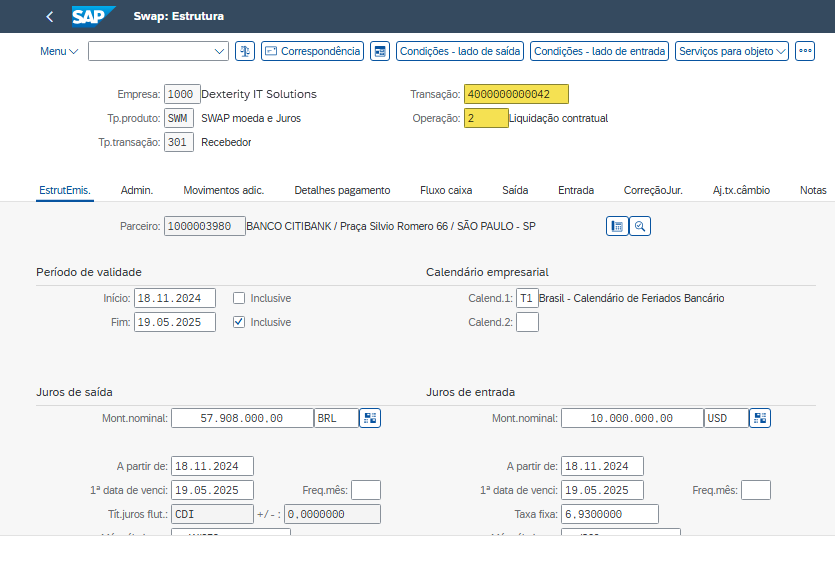 SAP Swap: Estrutura
Menu Correspondência Condições - lado de saída Condições - lado de entrada Serviços para objeto
Empresa: 1000 Dexterity IT Solutions Transação: 4000000000042
Tp.produto: SWM SWAP moeda e Juros Operação: 2 Liquidação contratual
Tp.transação: 301 Recebedor
EstrutEmis. Admin. Movimentos adic. Detalhes pagamento Fluxo caixa Saída Entrada CorreçãoJur. Aj.tx.câmbio Notas
Parceiro: 1000003980 BANCO CITIBANK / Praça Silvio Romero 66 / SÃO PAULO - SP
Período de validade Calendário empresarial
Início: 18.11.2024 Inclusive Calend.1: T1 Brasil - Calendário de Feriados Bancário
Fim: 19.05.2025 Inclusive Calend.2:
Juros de saída Juros de entrada
Mont.nominal: 57.908.000,00 BRL Mont.nominal: 10.000.000,00 USD
A partir de: 18.11.2024 A partir de: 18.11.2024
1ª data de venci: 19.05.2025 Freq.mês: 1ª data de venci: 19.05.2025 Freq.mês:
Tít.juros flut.: CDI +/- : 0,0000000 Taxa fixa: 6,9300000